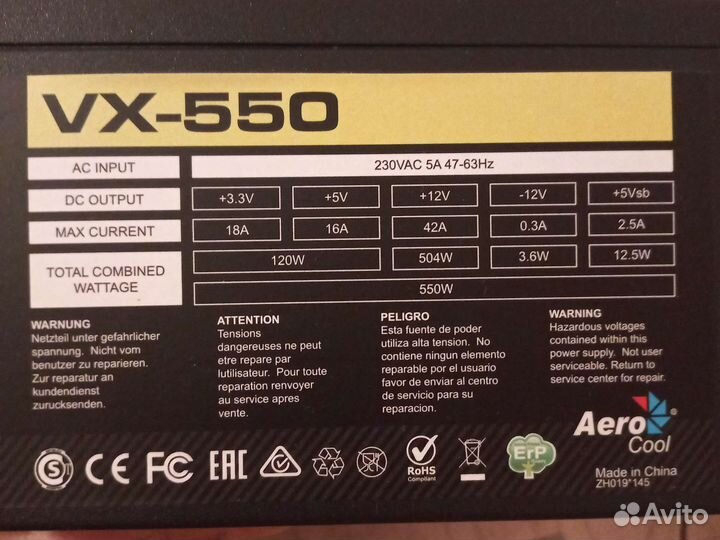 VX-550
AC INPUT 230VAC 5A 47-63Hz
DC OUTPUT +3.3V +5V +12V -12V +5Vsb
MAX CURRENT 18A 16A 42A 0.3A 2.5A
TOTAL COMBINED WATTAGE 120W 504W 3.6W 12.5W
550W
WARNUNG
Netzteil unter gefahrlicher
spannung. Nicht vom
benutzer zu reparieren.
Zur reparatur an
kundendienst
zurucksenden.
ATTENTION
Tensions
dangereuses ne peut
etre repare par
lutilisateur. Pour toute
reparation renvoyer
au service apres
vente.
PELIGRO
Esta fuente de poder
utiliza alta tension. No
contiene ningun elemento
reparable por el usuario
favor de enviar al centro
de servicio para su
reparacion.
WARNING
Hazardous voltages
contained within this
power supply. Not user
serviceable. Return to
service center for repair.
Aero
Cool
®
S
CE FC EAC
RoHS
Compliant
ErP
Made in China
ZH019*145
Avito